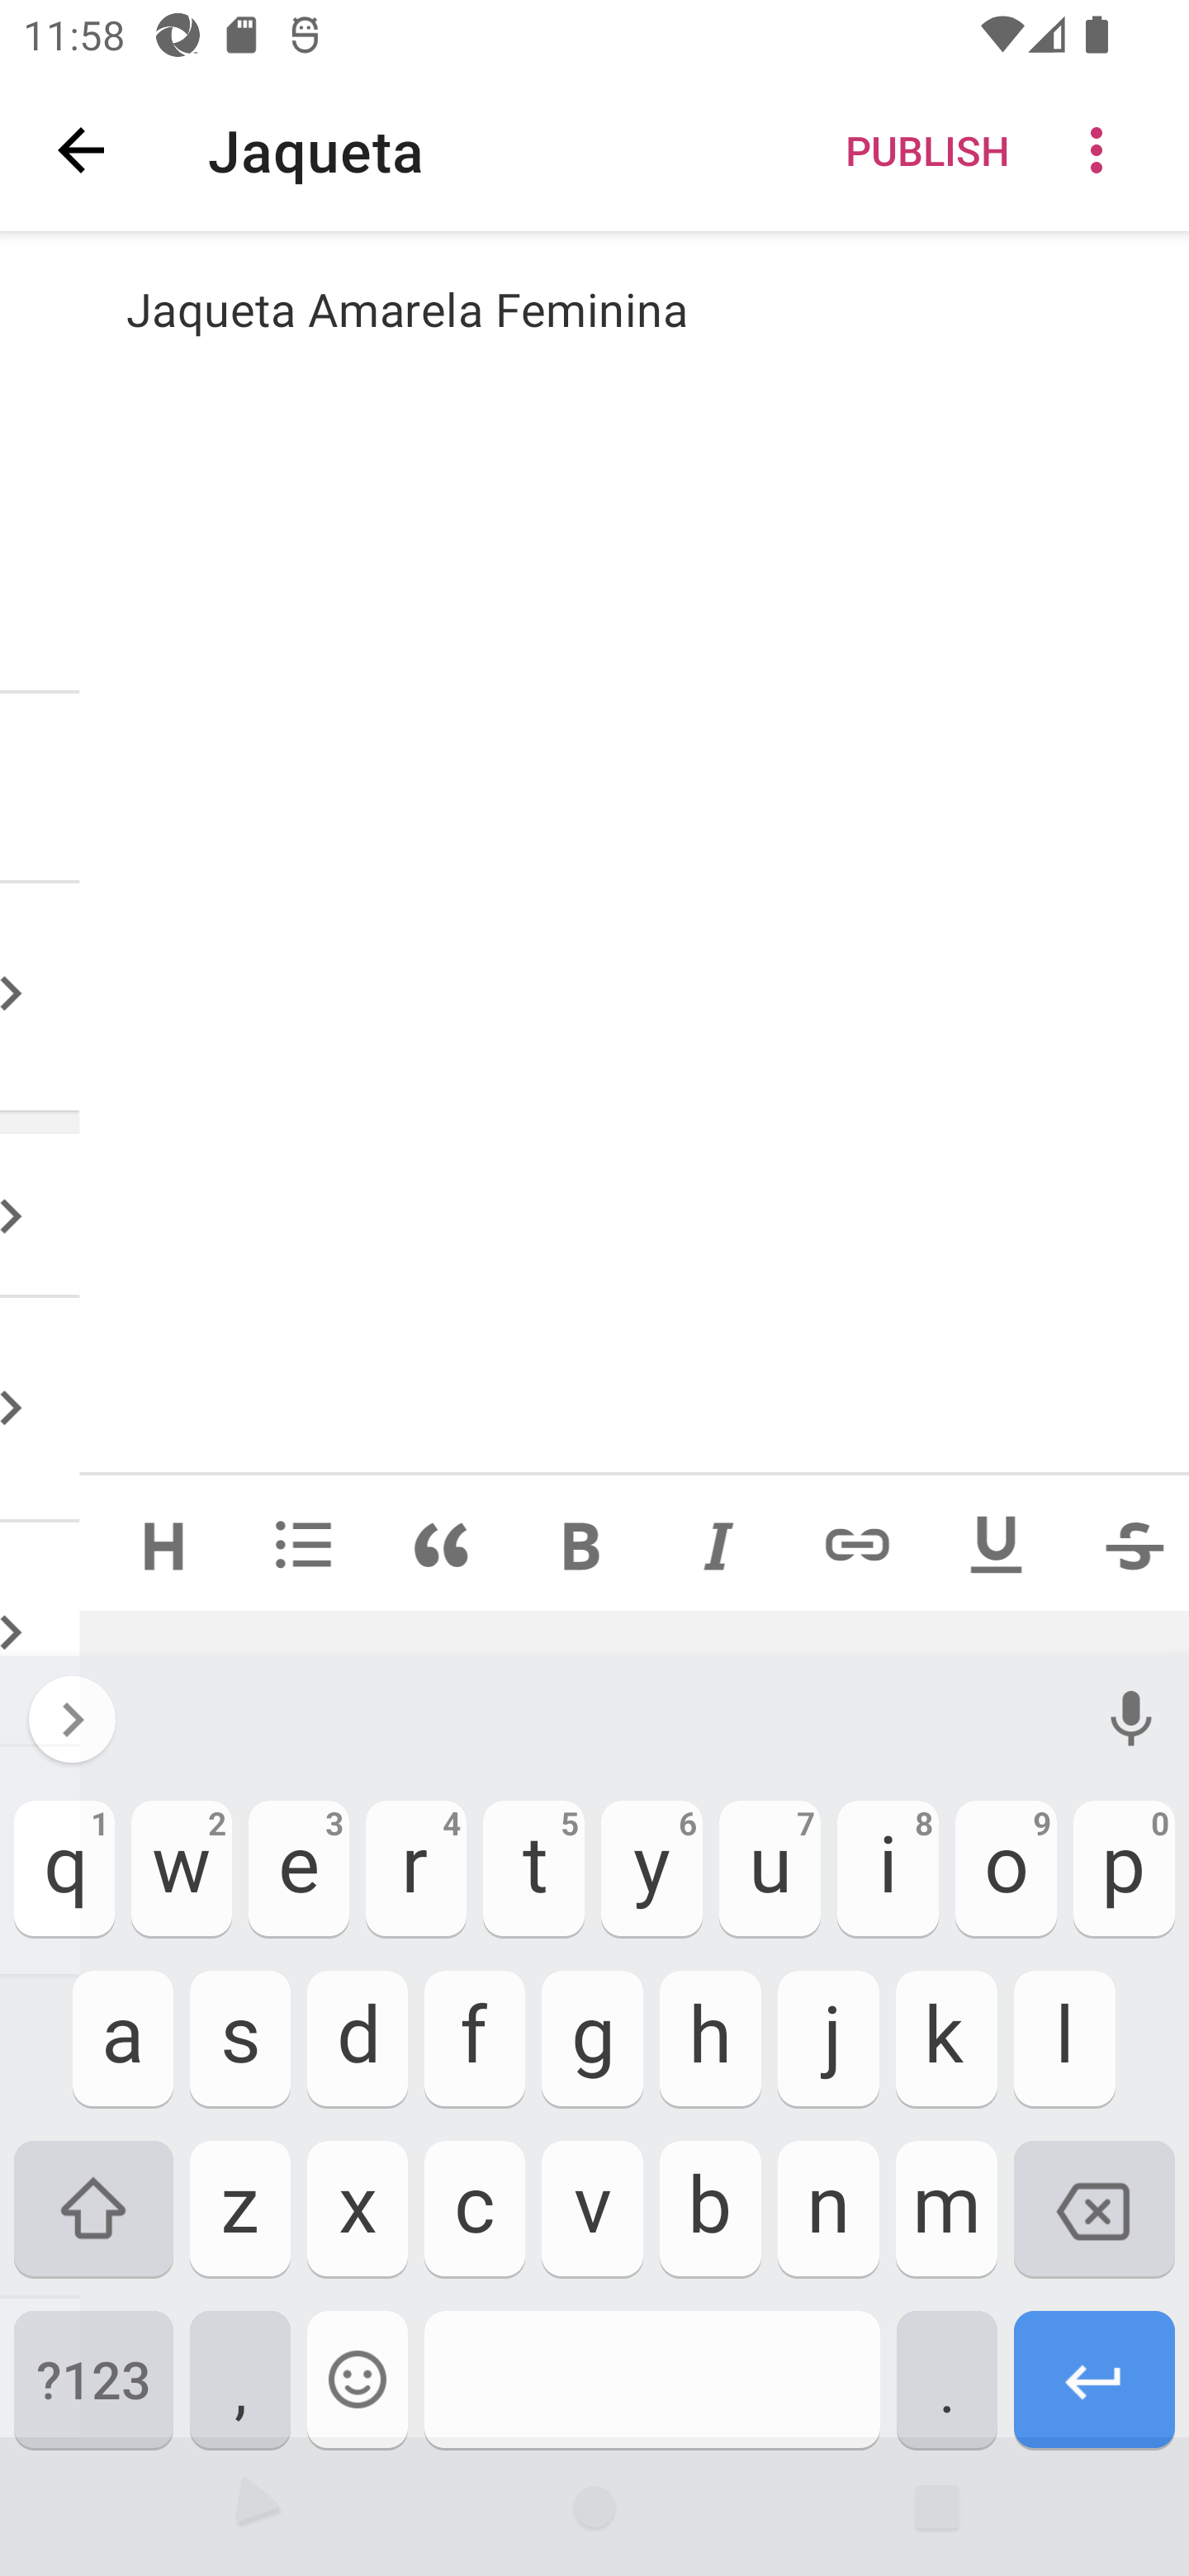 11:58
Jaqueta
PUBLISH
Jaqueta Amarela Feminina
H B I U S
1 2 3 4 5 6 7 8 9 0
q w e r t y u i o p
a s d f g h j k l
z x c v b n m
?123 , .